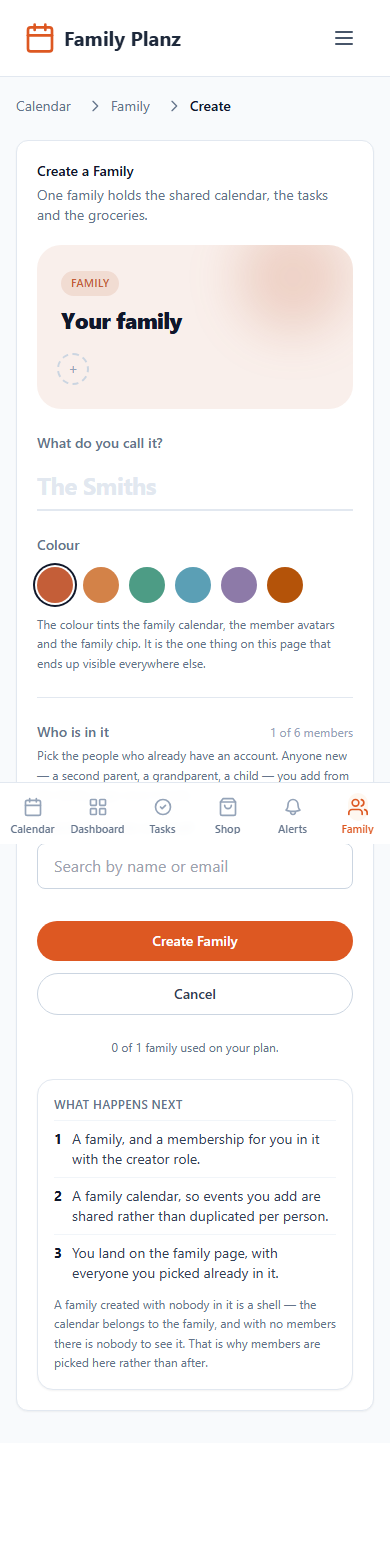 Family Planz
Calendar > Family > Create
Create a Family
One family holds the shared calendar, the tasks
and the groceries.
FAMILY
Your family
+
What do you call it?
The Smiths
Colour
The colour tints the family calendar, the member avatars
and the family chip. It is the one thing on this page that
ends up visible everywhere else.
Who is in it
1 of 6 members
Pick the people who already have an account. Anyone new
— a second parent, a grandparent, a child — you add from
Calendar
Dashboard
Tasks
Shop
Alerts
Family
Search by name or email
Create Family
Cancel
0 of 1 family used on your plan.
WHAT HAPPENS NEXT
1 A family, and a membership for you in it
with the creator role.
2 A family calendar, so events you add are
shared rather than duplicated per person.
3 You land on the family page, with
everyone you picked already in it.
A family created with nobody in it is a shell — the
calendar belongs to the family, and with no members
there is nobody to see it. That is why members are
picked here rather than after.